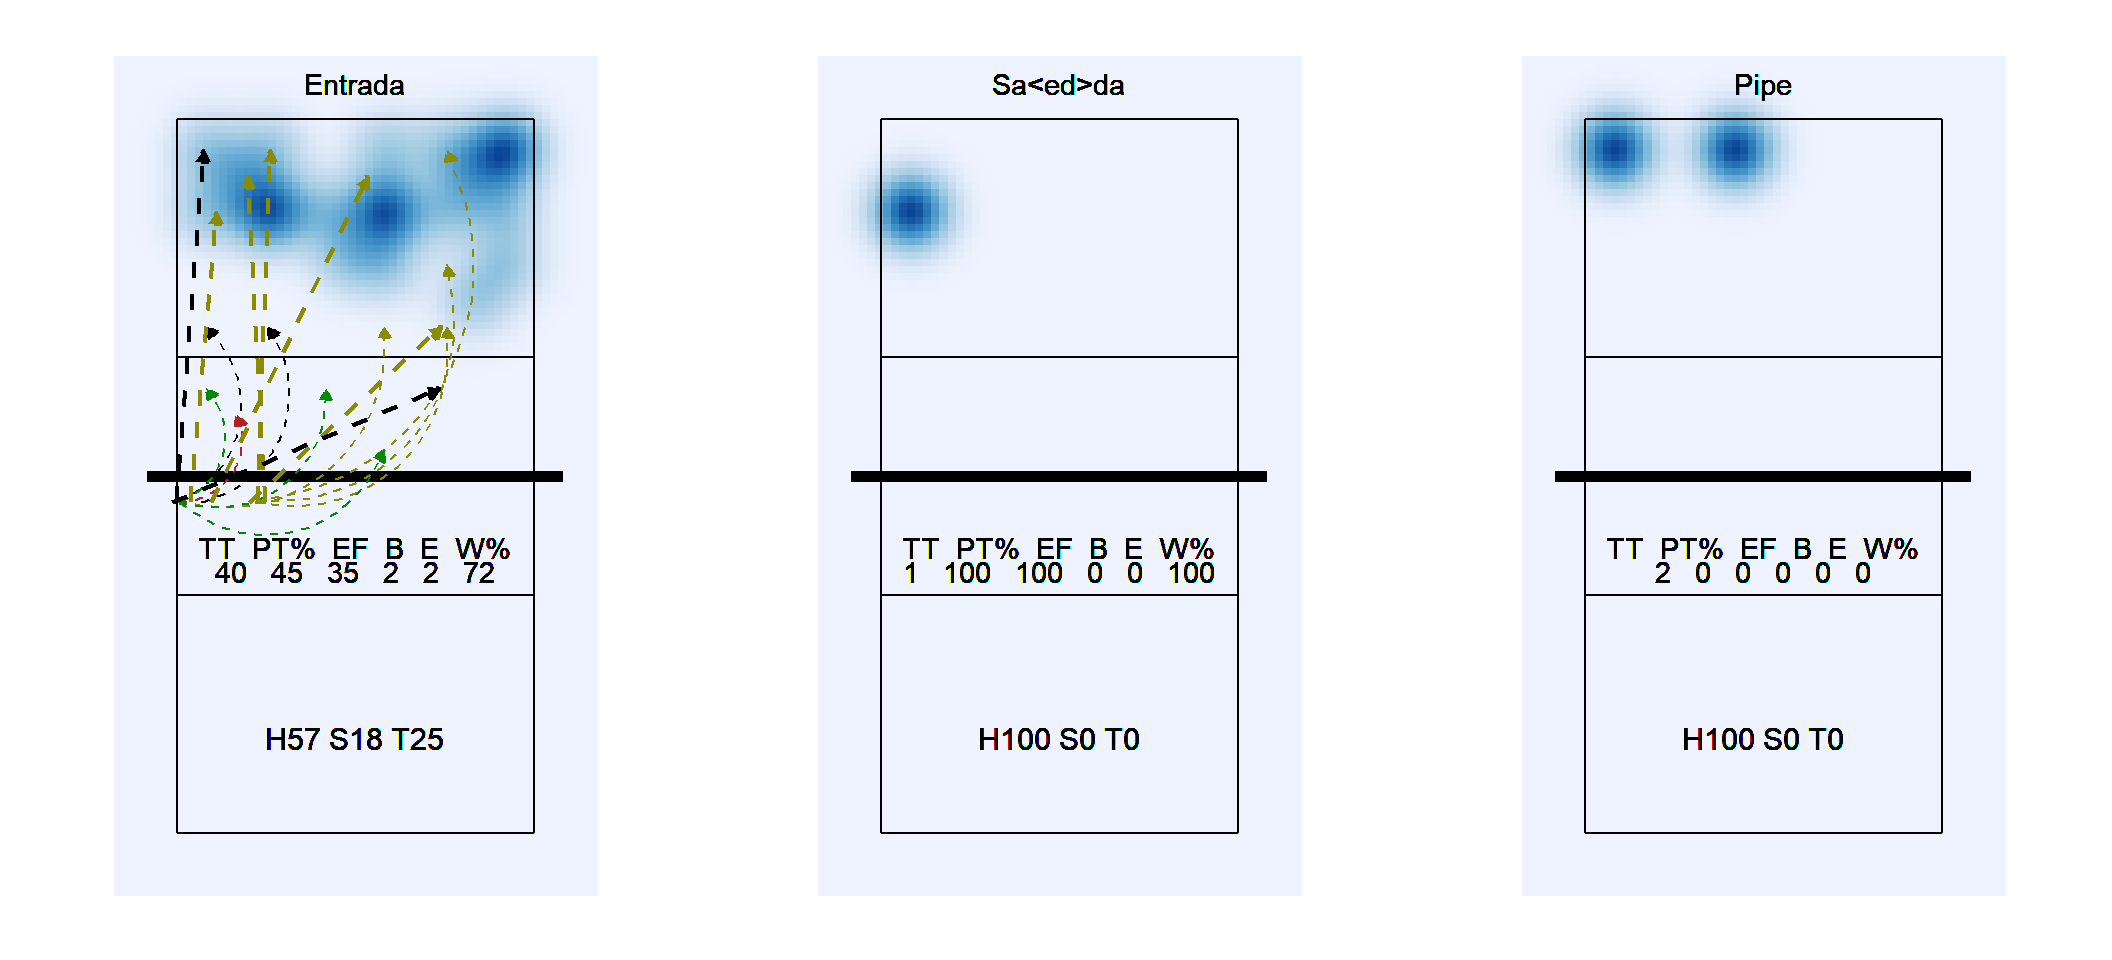 Entrada
TT PT% EF B E W%
40 45 35 2 2 72
H57 S18 T25
Sa<ed>da
TT PT% EF B E W%
1 100 100 0 0 100
H100 S0 T0
Pipe
TT PT% EF B E W%
2 0 0 0 0 0
H100 S0 T0